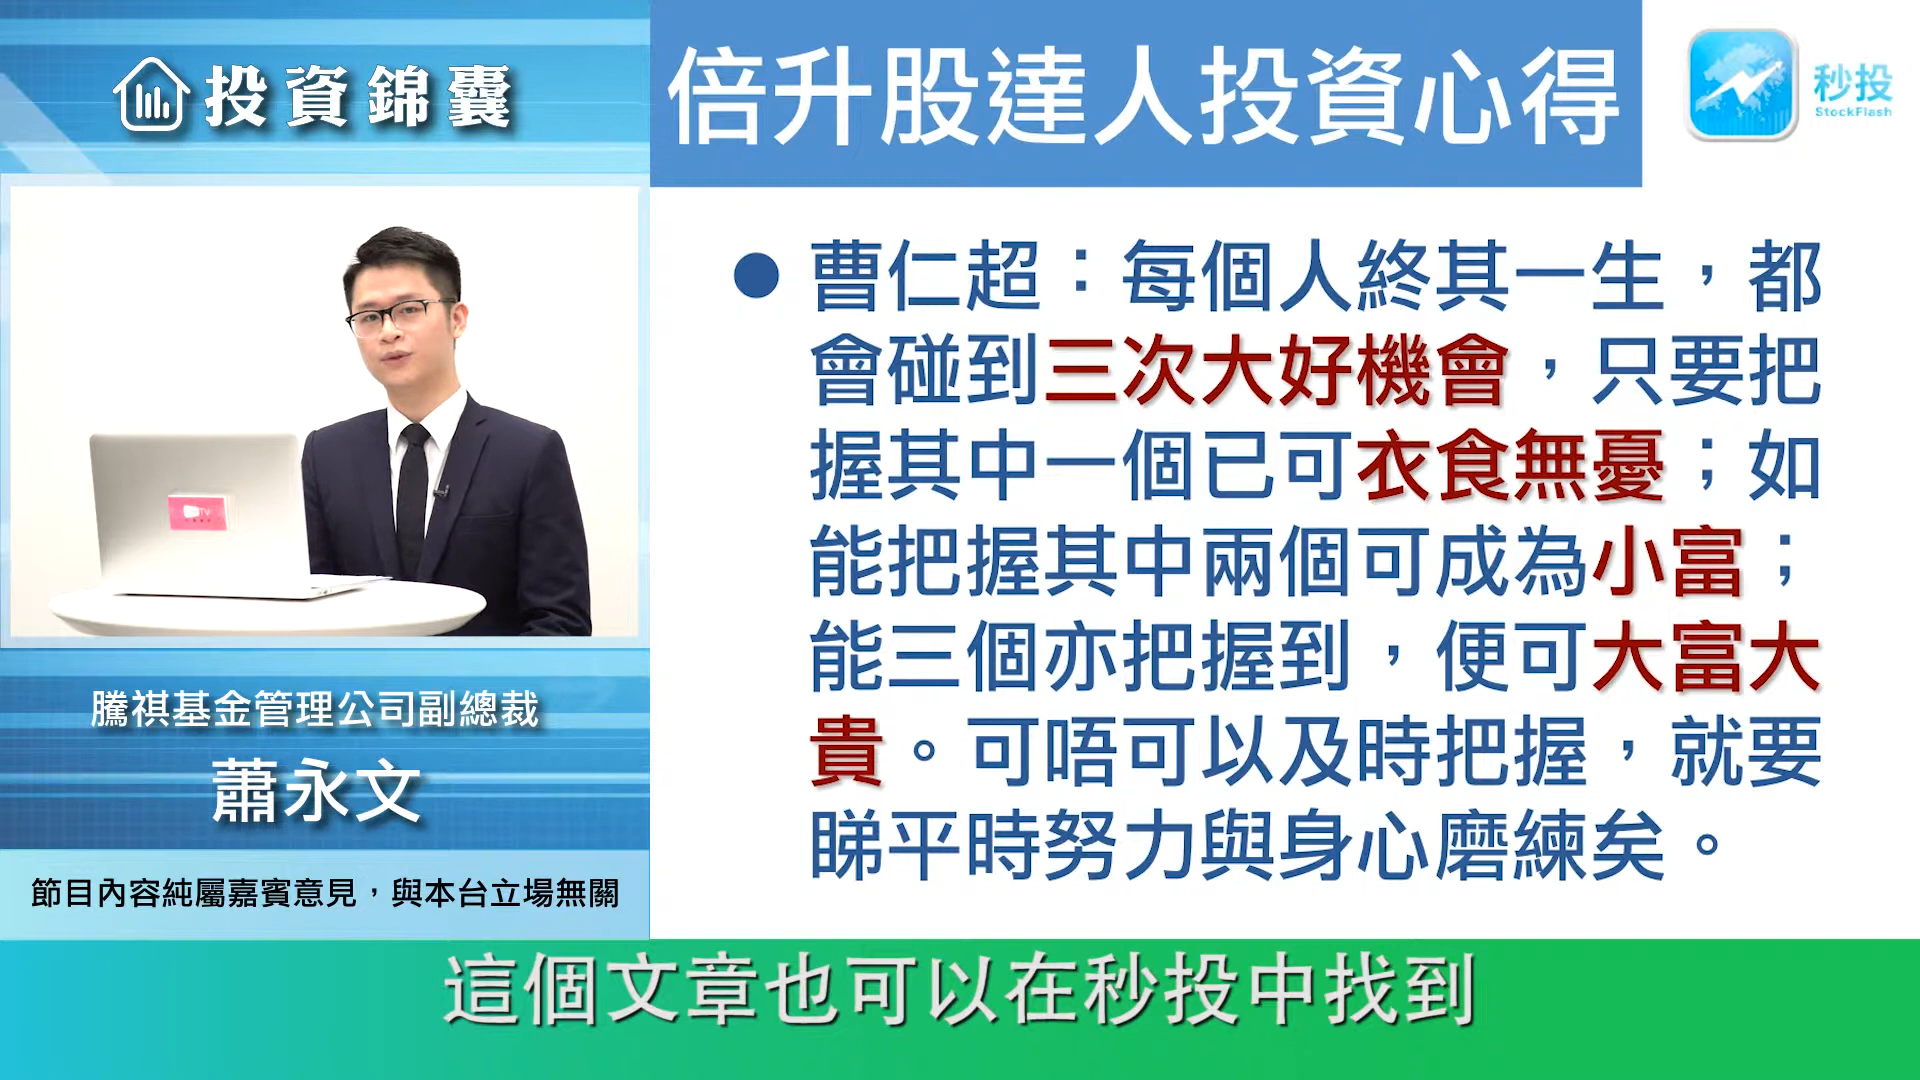 投資錦囊
倍升股達人投資心得
秒投
StockFlash
曹仁超：每個人終其一生，都
會碰到三次大好機會，只要把
握其中一個已可衣食無憂；如
能把握其中兩個可成為小富；
能三個亦把握到，便可大富大
貴。可唔可以及時把握，就要
睇平時努力與身心磨練矣。
TV
騰祺基金管理公司副總裁
蕭永文
節目內容純屬嘉賓意見，與本台立場無關
這個文章也可以在秒投中找到